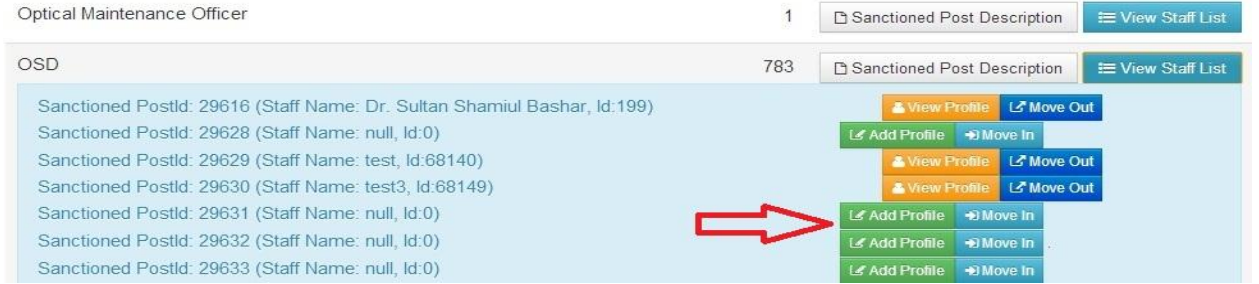 Optical Maintenance Officer 1 Sanctioned Post Description View Staff List
OSD 783 Sanctioned Post Description View Staff List
Sanctioned PostId: 29616 (Staff Name: Dr. Sultan Shamiul Bashar, Id:199) View Profile Move Out
Sanctioned PostId: 29628 (Staff Name: null, Id:0) Add Profile Move In
Sanctioned PostId: 29629 (Staff Name: test, Id:68140) View Profile Move Out
Sanctioned PostId: 29630 (Staff Name: test3, Id:68149) View Profile Move Out
Sanctioned PostId: 29631 (Staff Name: null, Id:0) Add Profile Move In
Sanctioned PostId: 29632 (Staff Name: null, Id:0) Add Profile Move In
Sanctioned PostId: 29633 (Staff Name: null, Id:0) Add Profile Move In